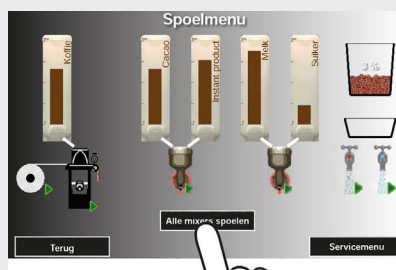 Spoelmenu
Koffie
Cacao
Instant product
Melk
Suiker
3 %
Alle mixers spoelen
Terug
Servicemenu